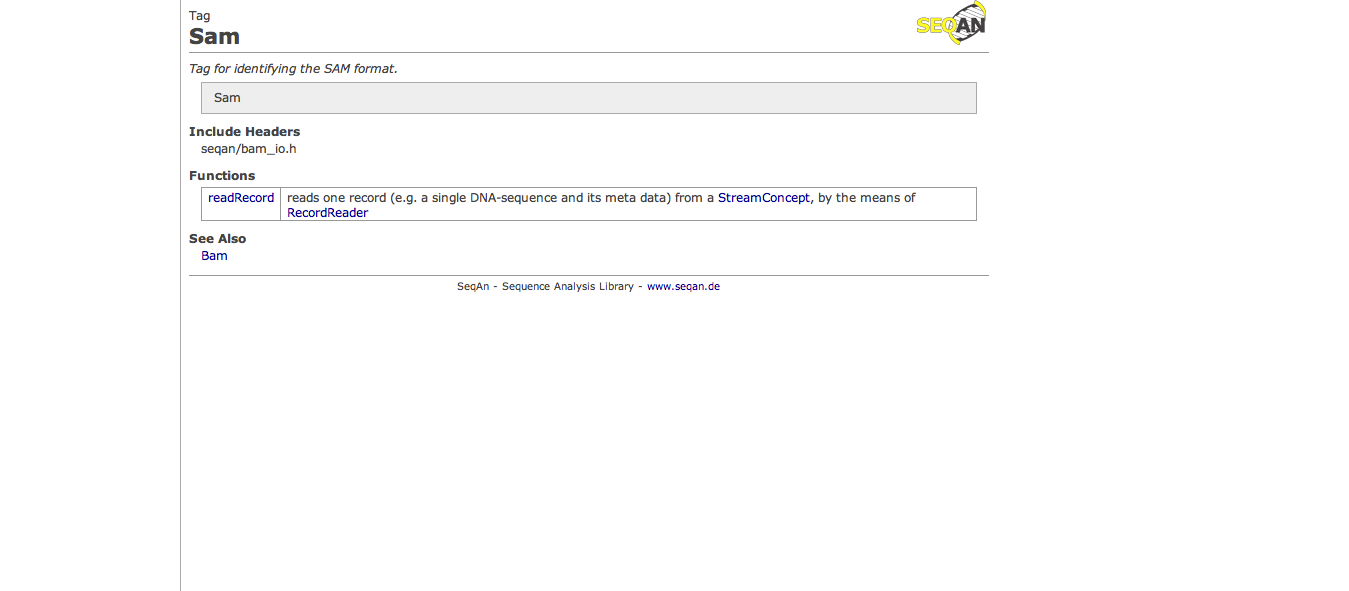 Tag
SEQAN
Sam
Tag for identifying the SAM format.
Sam
Include Headers
seqan/bam_io.h
Functions
readRecord reads one record (e.g. a single DNA-sequence and its meta data) from a StreamConcept, by the means of
RecordReader
See Also
Bam
SeqAn - Sequence Analysis Library - www.seqan.de